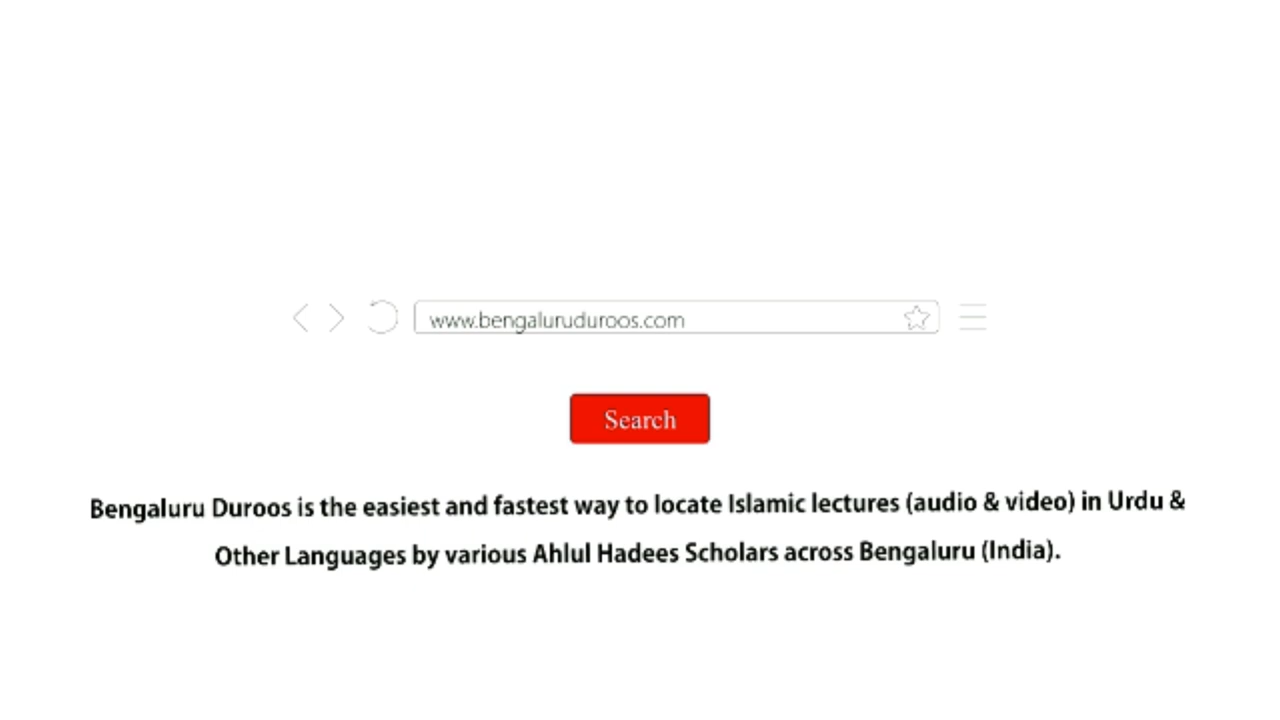 www.bengaluruduroos.com
Search
Bengaluru Duroos is the easiest and fastest way to locate Islamic lectures (audio & video) in Urdu &
Other Languages by various Ahlul Hadees Scholars across Bengaluru (India).